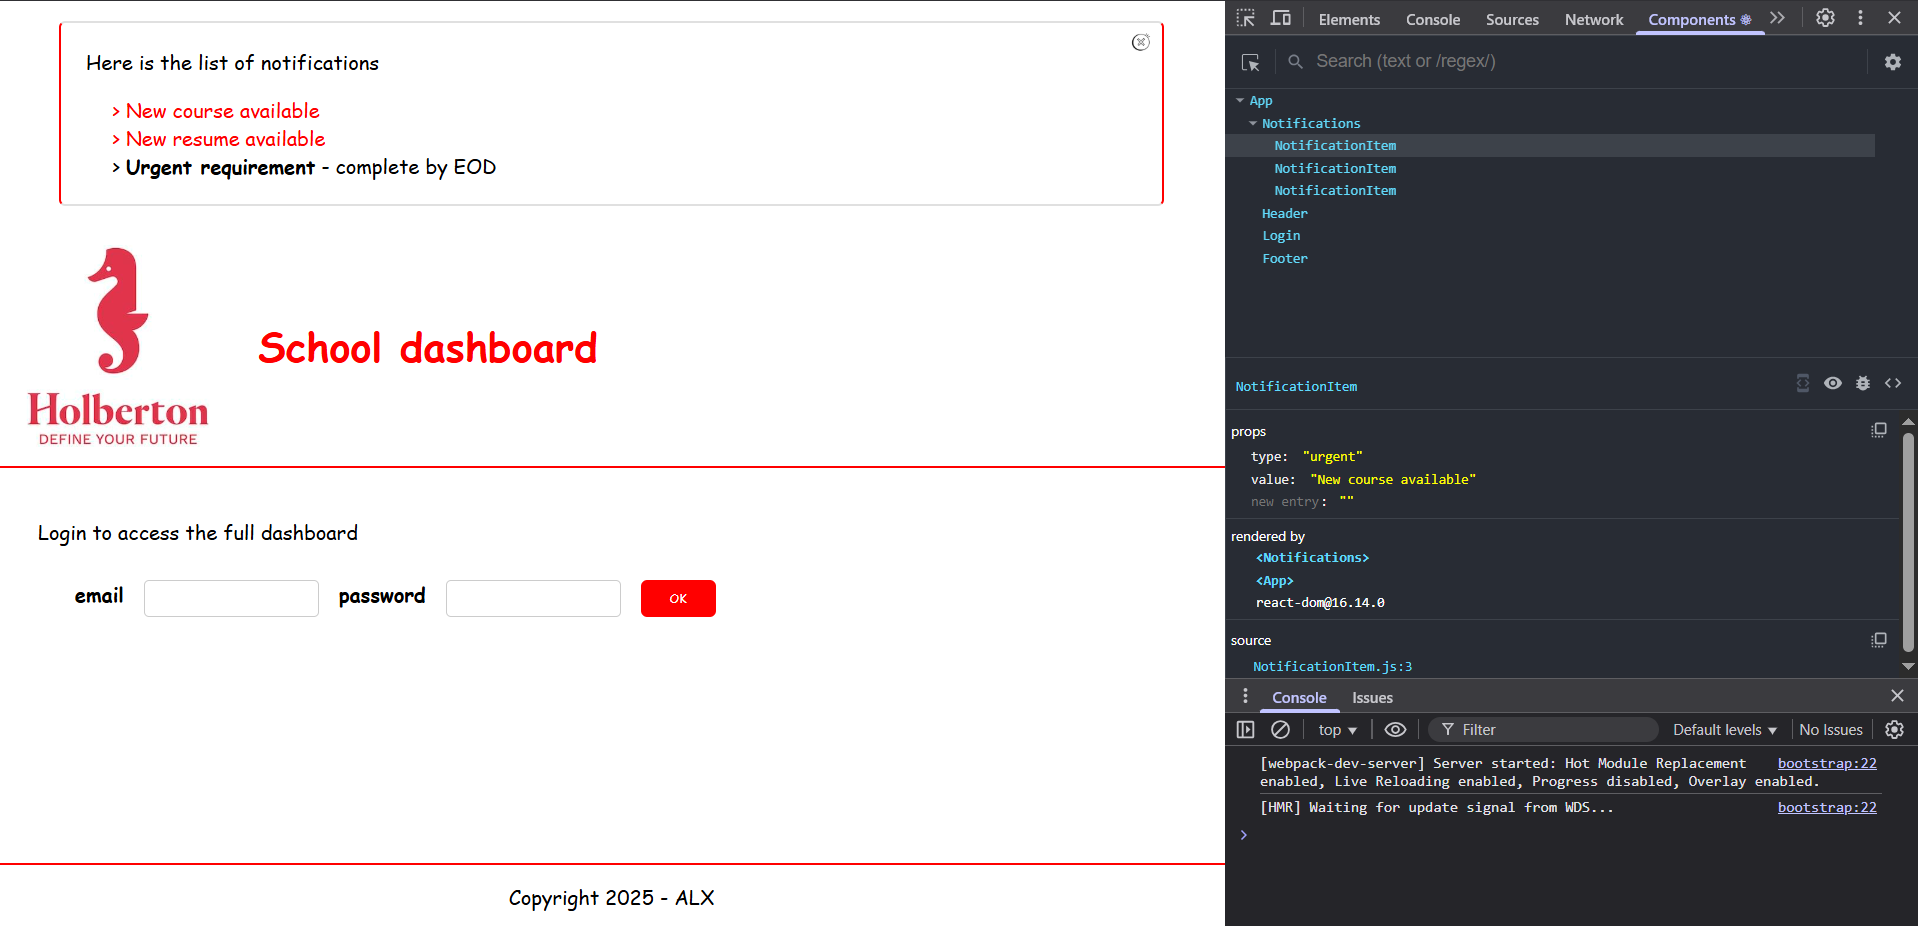 Here is the list of notifications
> New course available
> New resume available
> Urgent requirement - complete by EOD
Holberton
DEFINE YOUR FUTURE
School dashboard
Login to access the full dashboard
email password OK
Copyright 2025 - ALX
Elements Console Sources Network Components
Search (text or /regex/)
App
Notifications
NotificationItem
NotificationItem
NotificationItem
Header
Login
Footer
NotificationItem
props
type: "urgent"
value: "New course available"
new entry: ""
rendered by
<Notifications>
<App>
react-dom@16.14.0
source
NotificationItem.js:3
Console Issues
top Filter Default levels No Issues
[webpack-dev-server] Server started: Hot Module Replacement bootstrap:22
enabled, Live Reloading enabled, Progress disabled, Overlay enabled.
[HMR] Waiting for update signal from WDS... bootstrap:22
>